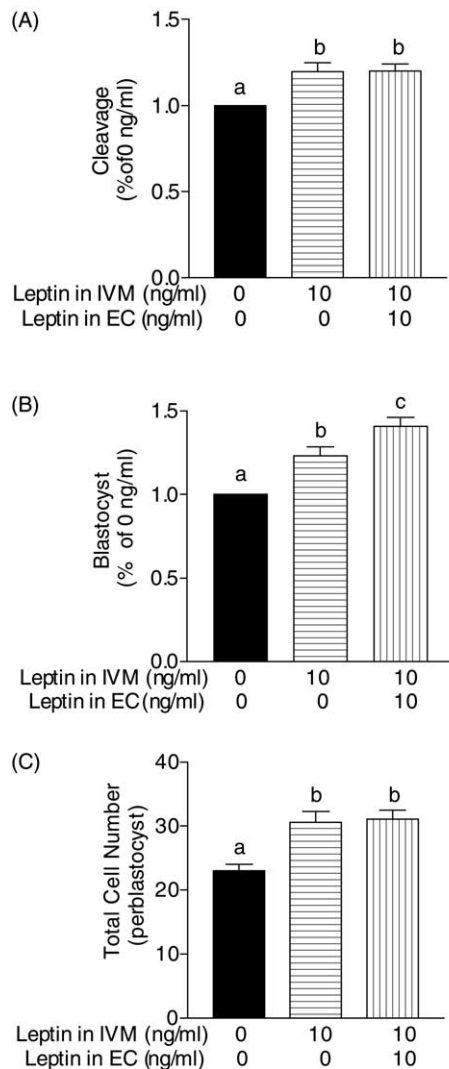 (A)
Cleavage
(%of0 ng/ml)
1.5
1.0
0.5
0.0
a
b
b
Leptin in IVM (ng/ml) 0 10 10
Leptin in EC (ng/ml) 0 0 10
(B)
Blastocyst
(% of 0 ng/ml)
1.5
1.0
0.5
0.0
a
b
c
Leptin in IVM (ng/ml) 0 10 10
Leptin in EC(ng/ml) 0 0 10
(C)
Total Cell Number
(perblastocyst)
40
30
20
10
0
a
b
b
Leptin in IVM (ng/ml) 0 10 10
Leptin in EC (ng/ml) 0 0 10